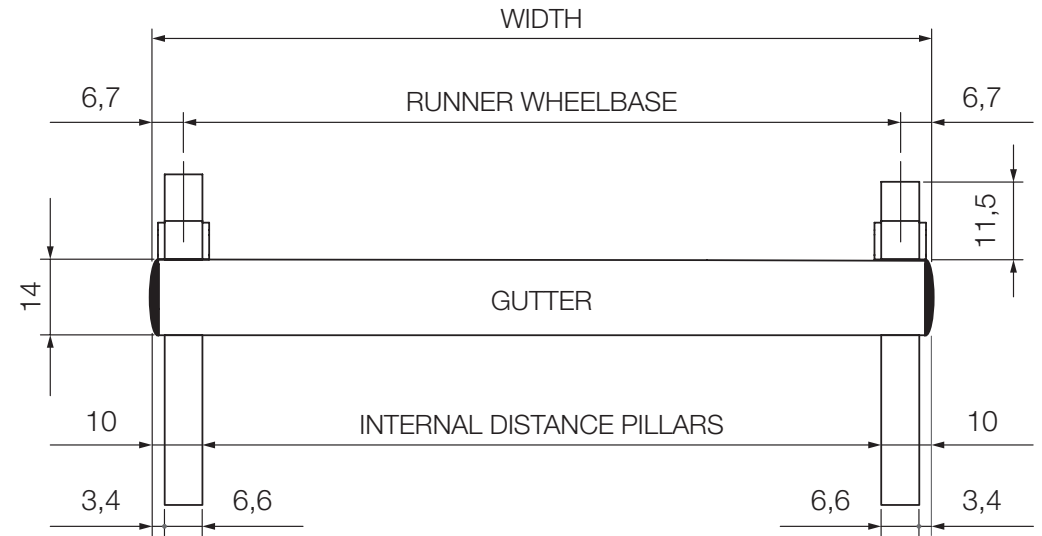 WIDTH
6,7 RUNNER WHEELBASE 6,7
11,5
14
GUTTER
10 INTERNAL DISTANCE PILLARS 10
3,4 6,6 6,6 3,4